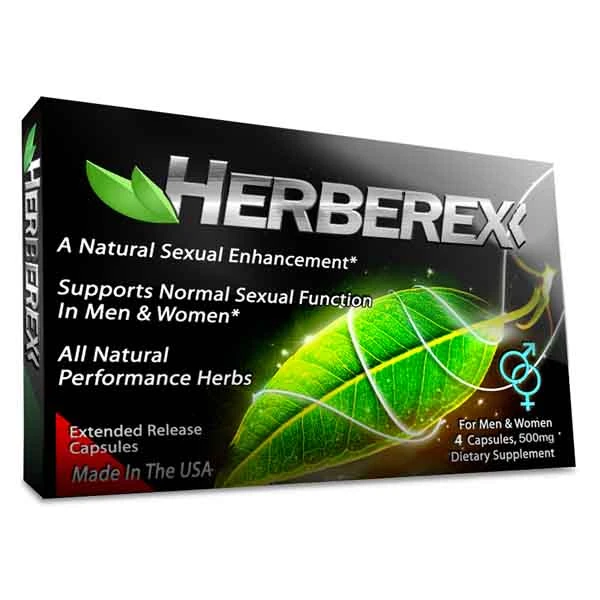 HERBEREX
HERBEREX
A Natural Sexual Enhancement*
Supports Normal Sexual Function
In Men & Women*
All Natural
Performance Herbs
Extended Release
Capsules
Made In The USA
For Men & Women
4 Capsules, 500mg
Dietary Supplement